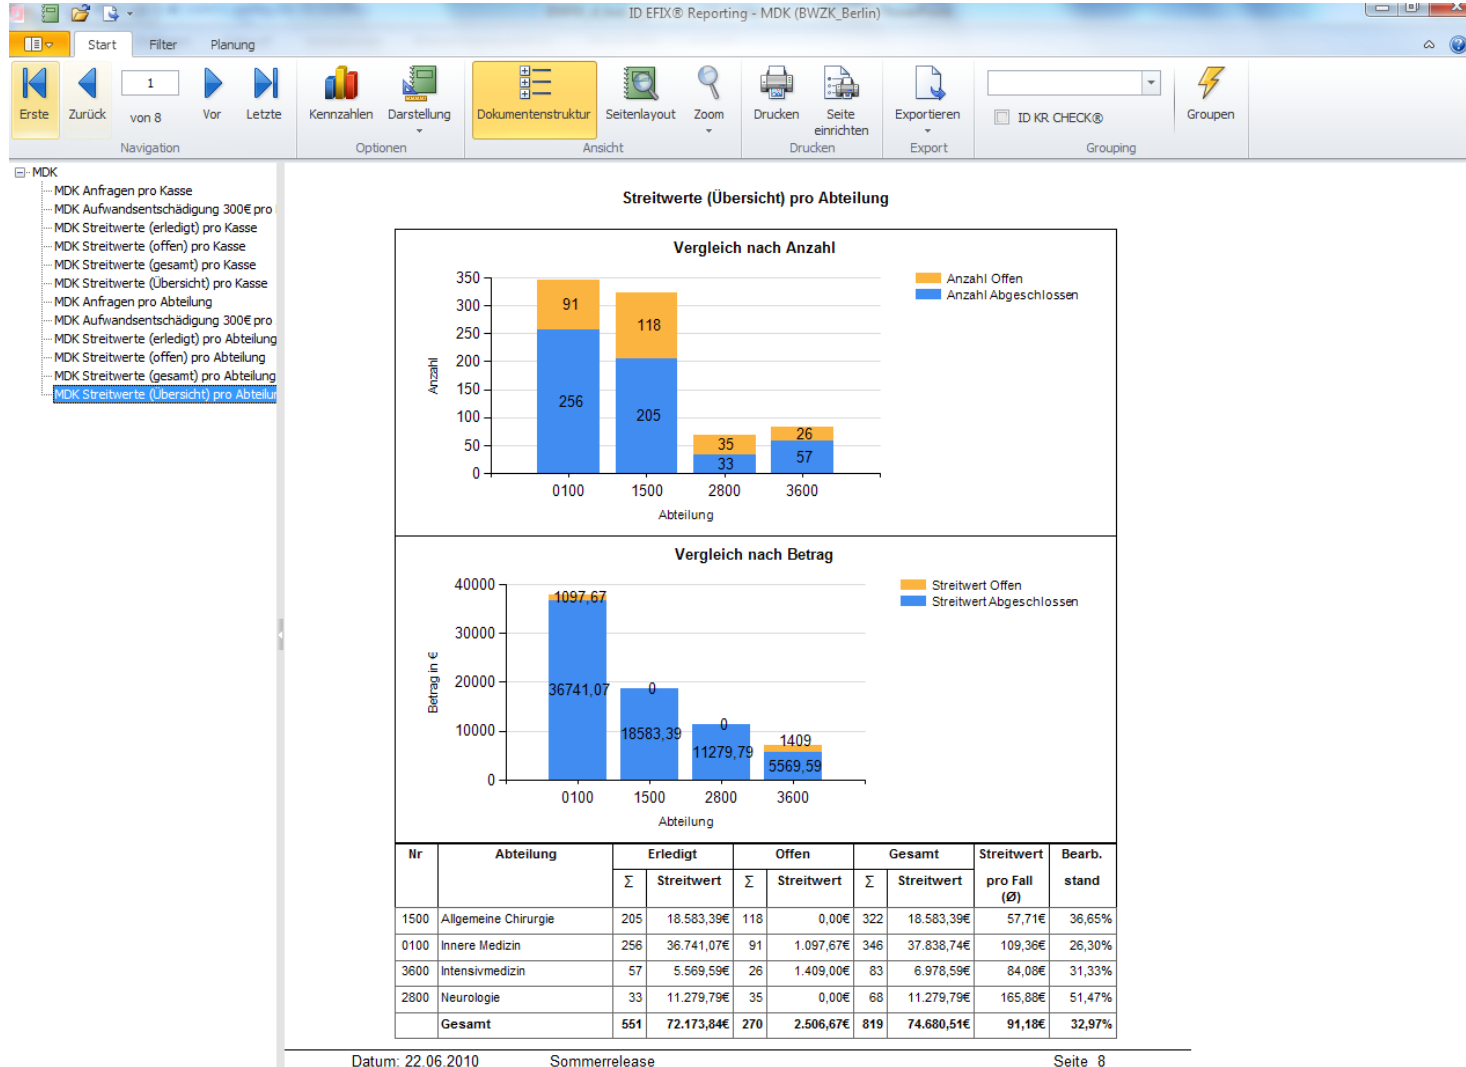 ID EFIX® Reporting - MDK (BWZK_Berlin)
Start Filter Planung
1
von 8
Erste Zurück Vor Letzte
Navigation
Kennzahlen Darstellung
Optionen
Dokumentenstruktur Seitenlayout Zoom
Ansicht
Drucken Seite einrichten
Drucken
Exportieren
Export
ID KR CHECK®
Groupen
Grouping
MDK
MDK Anfragen pro Kasse
MDK Aufwandsentschädigung 300€ pro
MDK Streitwerte (erledigt) pro Kasse
MDK Streitwerte (offen) pro Kasse
MDK Streitwerte (gesamt) pro Kasse
MDK Streitwerte (Übersicht) pro Kasse
MDK Anfragen pro Abteilung
MDK Aufwandsentschädigung 300€ pro
MDK Streitwerte (erledigt) pro Abteilung
MDK Streitwerte (offen) pro Abteilung
MDK Streitwerte (gesamt) pro Abteilung
MDK Streitwerte (Übersicht) pro Abteilur
Streitwerte (Übersicht) pro Abteilung
Vergleich nach Anzahl
Anzahl Offen
Anzahl Abgeschlossen
Anzahl
350
300
250
200
150
100
50
0
91 118 35 26
256 205 33 57
0100 1500 2800 3600
Abteilung
Vergleich nach Betrag
Streitwert Offen
Streitwert Abgeschlossen
Betrag in €
40000
30000
20000
10000
0
1097,67 0 0 1409
36741,07 18583,39 11279,79 5569,59
0100 1500 2800 3600
Abteilung
Nr Abteilung Erledigt Offen Gesamt Streitwert Bearb.
Σ Streitwert Σ Streitwert Σ Streitwert pro Fall stand
(Ø)
1500 Allgemeine Chirurgie 205 18.583,39€ 118 0,00€ 322 18.583,39€ 57,71€ 36,65%
0100 Innere Medizin 256 36.741,07€ 91 1.097,67€ 346 37.838,74€ 109,36€ 26,30%
3600 Intensivmedizin 57 5.569,59€ 26 1.409,00€ 83 6.978,59€ 84,08€ 31,33%
2800 Neurologie 33 11.279,79€ 35 0,00€ 68 11.279,79€ 165,88€ 51,47%
Gesamt 551 72.173,84€ 270 2.506,67€ 819 74.680,51€ 91,18€ 32,97%
Datum: 22.06.2010 Sommerrelease Seite 8